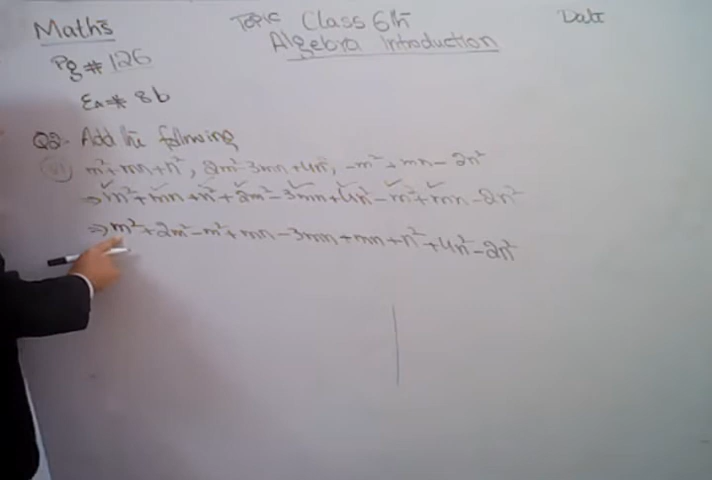 Maths Topic Class 6th Date
Algebra Introduction
Pg # 126
Ex # 8b
Q2- Add the following
m²+mn+n², 2m²-3mn+4n², -m²+mn-2n²
⇒ m²+mn+n²+2m²-3mn+4n²-m²+mn-2n²
⇒ m²+2m²-m²+mn-3mn+mn+n²+4n²-2n²